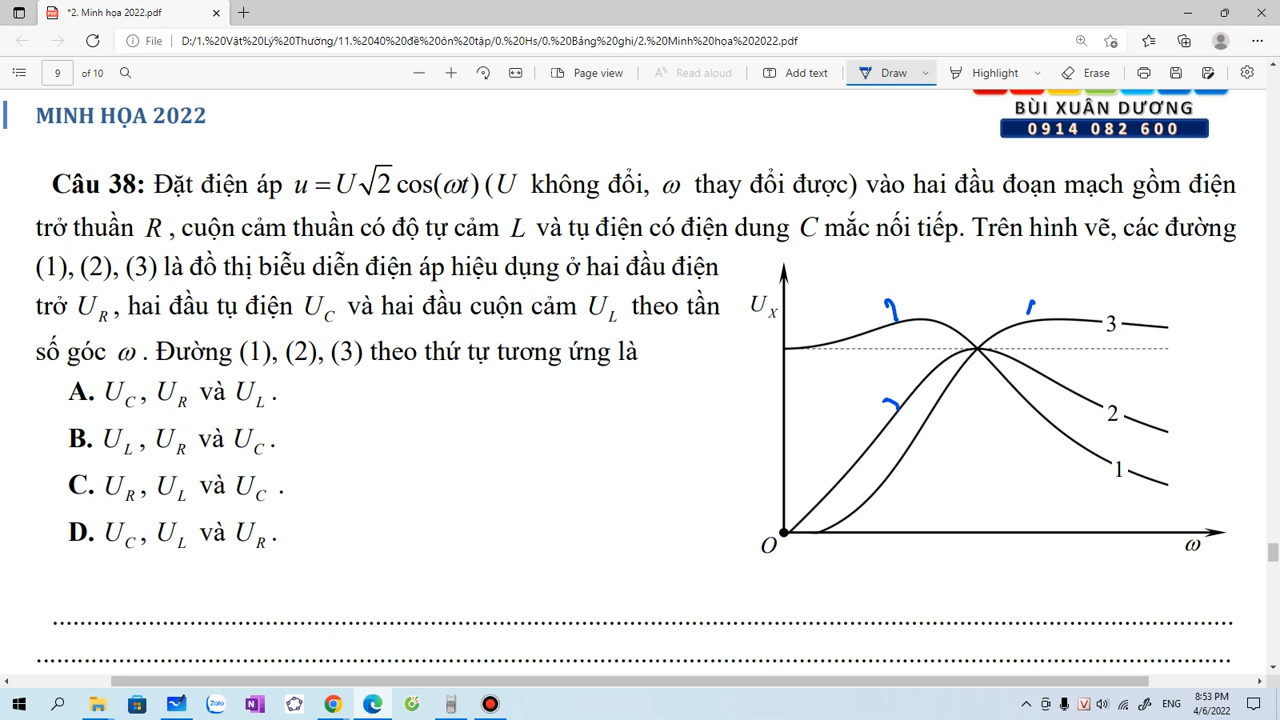 *2. Minh họa 2022.pdf
File D:/1.%20Vật%20Lý%20Thường/11.%2040%20đề%20ôn%20tập/0.%20Hs/0.%20Bảng%20ghi/2.%20Minh%20họa%202022.pdf
9 of 10 Page view Read aloud Add text Draw Highlight Erase
MINH HỌA 2022
BÙI XUÂN DƯƠNG
0914 082 600
Câu 38: Đặt điện áp u = U√2 cos(ωt) (U không đổi, ω thay đổi được) vào hai đầu đoạn mạch gồm điện
trở thuần R , cuộn cảm thuần có độ tự cảm L và tụ điện có điện dung C mắc nối tiếp. Trên hình vẽ, các đường
(1), (2), (3) là đồ thị biễu diễn điện áp hiệu dụng ở hai đầu điện
trở U_R , hai đầu tụ điện U_C và hai đầu cuộn cảm U_L theo tần
số góc ω . Đường (1), (2), (3) theo thứ tự tương ứng là
A. U_C , U_R và U_L .
B. U_L , U_R và U_C .
C. U_R , U_L và U_C .
D. U_C , U_L và U_R .
U_X
3
2
1
O
ω
Zalo
ENG
8:53 PM
4/6/2022